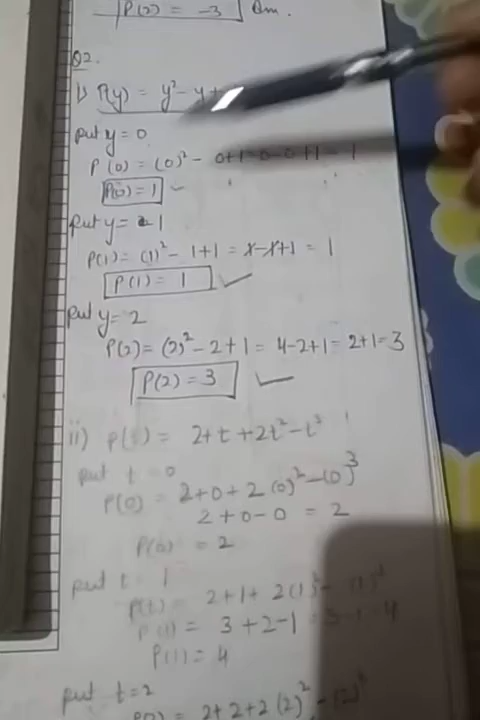 P(2) = -3 Ans.
Q2.
i) P(y) = y² - y +
put y = 0
P(0) = (0)² - 0+1 = 0-0+1 = 1
P(0) = 1
put y = 1
P(1) = (1)² - 1+1 = 1-1+1 = 1
P(1) = 1
put y = 2
P(2) = (2)² - 2 + 1 = 4-2+1 = 2+1 = 3
P(2) = 3
ii) p(t) = 2+t+2t²-t³
put t = 0
P(0) = 2+0+2(0)²-(0)³
2+0-0 = 2
P(0) = 2
put t = 1
P(t) = 2+1+2(1)²-
P(1) = 3+2-1 = 4
P(1) = 4
put t=2
P(2) = 2+2+2(2)²-(2)³